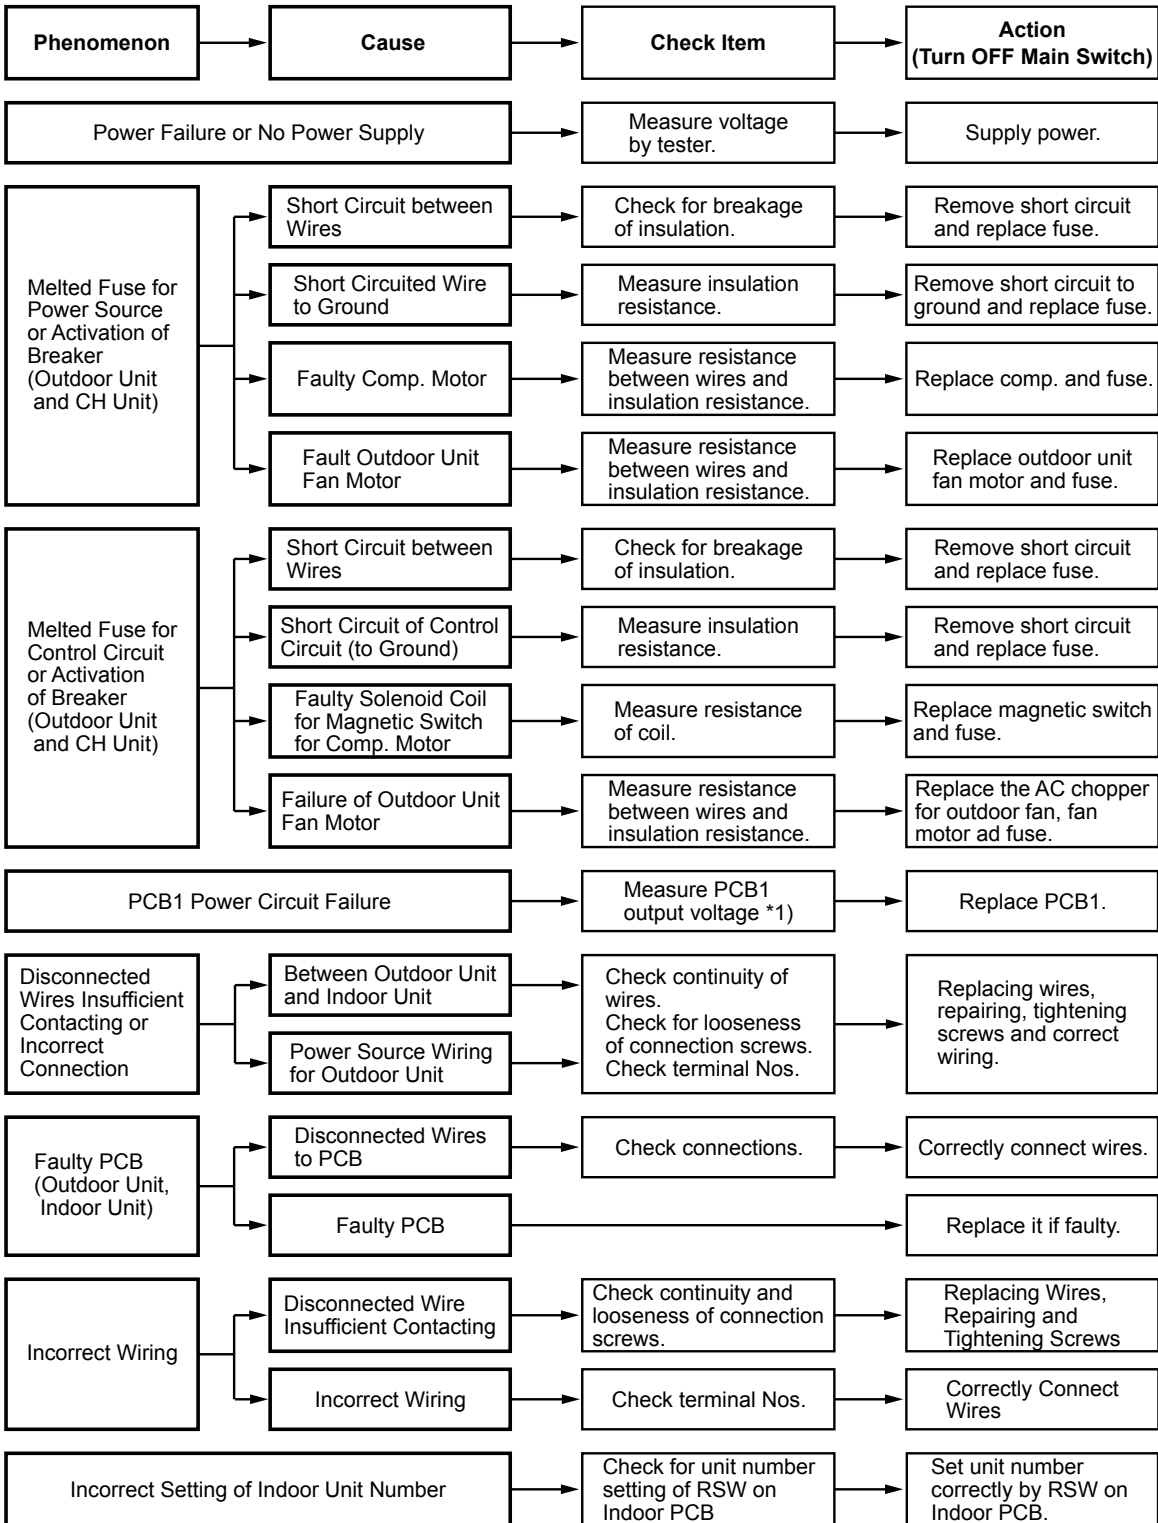 Phenomenon
Cause
Check Item
Action
(Turn OFF Main Switch)
Power Failure or No Power Supply
Measure voltage
by tester.
Supply power.
Melted Fuse for
Power Source
or Activation of
Breaker
(Outdoor Unit
and CH Unit)
Short Circuit between
Wires
Check for breakage
of insulation.
Remove short circuit
and replace fuse.
Short Circuited Wire
to Ground
Measure insulation
resistance.
Remove short circuit to
ground and replace fuse.
Faulty Comp. Motor
Measure resistance
between wires and
insulation resistance.
Replace comp. and fuse.
Fault Outdoor Unit
Fan Motor
Measure resistance
between wires and
insulation resistance.
Replace outdoor unit
fan motor and fuse.
Melted Fuse for
Control Circuit
or Activation
of Breaker
(Outdoor Unit
and CH Unit)
Short Circuit between
Wires
Check for breakage
of insulation.
Remove short circuit
and replace fuse.
Short Circuit of Control
Circuit (to Ground)
Measure insulation
resistance.
Remove short circuit
and replace fuse.
Faulty Solenoid Coil
for Magnetic Switch
for Comp. Motor
Measure resistance
of coil.
Replace magnetic switch
and fuse.
Failure of Outdoor Unit
Fan Motor
Measure resistance
between wires and
insulation resistance.
Replace the AC chopper
for outdoor fan, fan
motor ad fuse.
PCB1 Power Circuit Failure
Measure PCB1
output voltage *1)
Replace PCB1.
Disconnected
Wires Insufficient
Contacting or
Incorrect
Connection
Between Outdoor Unit
and Indoor Unit
Power Source Wiring
for Outdoor Unit
Check continuity of
wires.
Check for looseness
of connection screws.
Check terminal Nos.
Replacing wires,
repairing, tightening
screws and correct
wiring.
Faulty PCB
(Outdoor Unit,
Indoor Unit)
Disconnected Wires
to PCB
Check connections.
Correctly connect wires.
Faulty PCB
Replace it if faulty.
Incorrect Wiring
Disconnected Wire
Insufficient Contacting
Check continuity and
looseness of connection
screws.
Replacing Wires,
Repairing and
Tightening Screws
Incorrect Wiring
Check terminal Nos.
Correctly Connect
Wires
Incorrect Setting of Indoor Unit Number
Check for unit number
setting of RSW on
Indoor PCB
Set unit number
correctly by RSW on
Indoor PCB.